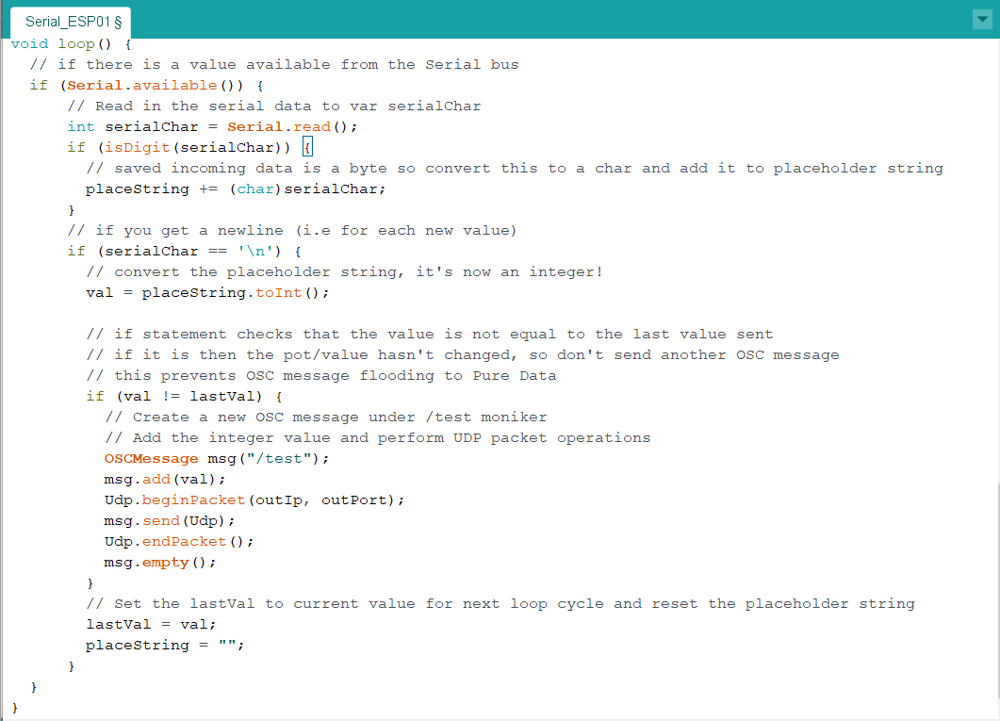 Serial_ESP01 §
void loop() {
  // if there is a value available from the Serial bus
  if (Serial.available()) {
      // Read in the serial data to var serialChar
      int serialChar = Serial.read();
      if (isDigit(serialChar)) {
        // saved incoming data is a byte so convert this to a char and add it to placeholder string
        placeString += (char)serialChar;
      }
      // if you get a newline (i.e for each new value)
      if (serialChar == '\n') {
        // convert the placeholder string, it's now an integer!
        val = placeString.toInt();

        // if statement checks that the value is not equal to the last value sent
        // if it is then the pot/value hasn't changed, so don't send another OSC message
        // this prevents OSC message flooding to Pure Data
        if (val != lastVal) {
          // Create a new OSC message under /test moniker
          // Add the integer value and perform UDP packet operations
          OSCMessage msg("/test");
          msg.add(val);
          Udp.beginPacket(outIp, outPort);
          msg.send(Udp);
          Udp.endPacket();
          msg.empty();
        }
        // Set the lastVal to current value for next loop cycle and reset the placeholder string
        lastVal = val;
        placeString = "";
      }
  }
}